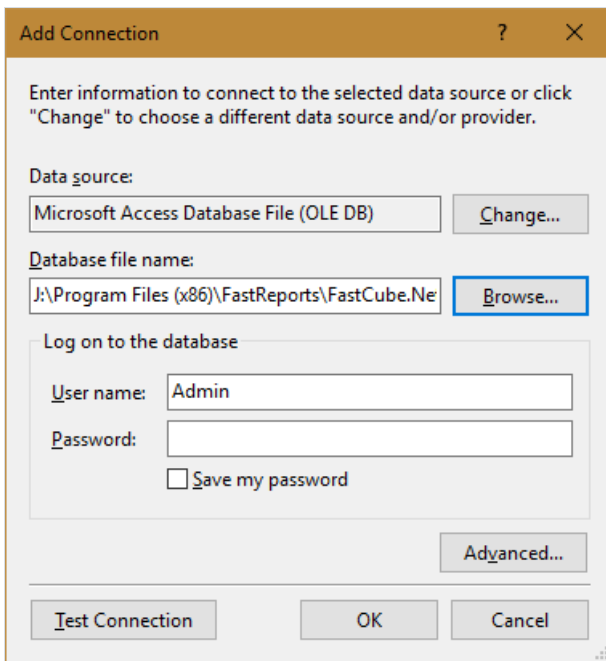 Add Connection ?
Enter information to connect to the selected data source or click
"Change" to choose a different data source and/or provider.
Data source:
Microsoft Access Database File (OLE DB)
Change...
Database file name:
J:\Program Files (x86)\FastReports\FastCube.Ne
Browse...
Log on to the database
User name:
Admin
Password:
Save my password
Advanced...
Test Connection
OK
Cancel